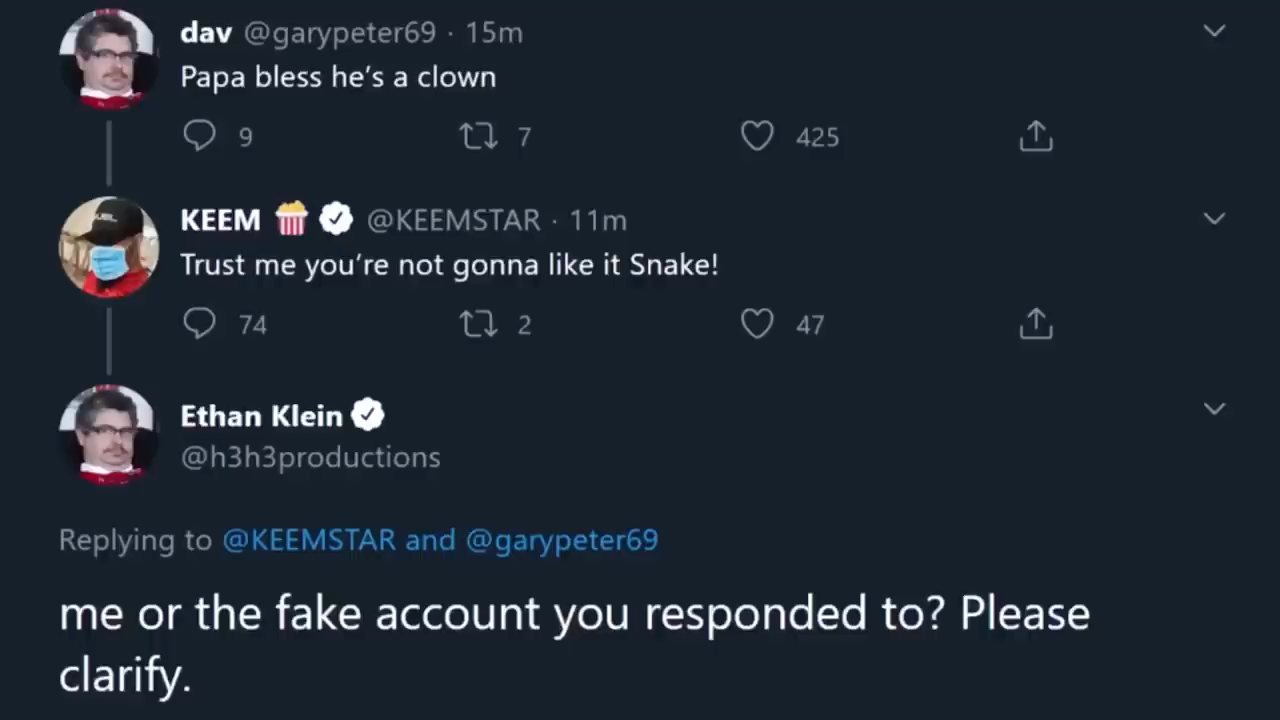 dav @garypeter69 · 15m
Papa bless he’s a clown
9 7 425
KEEM 🍿 @KEEMSTAR · 11m
Trust me you’re not gonna like it Snake!
74 2 47
Ethan Klein
@h3h3productions
Replying to @KEEMSTAR and @garypeter69
me or the fake account you responded to? Please
clarify.